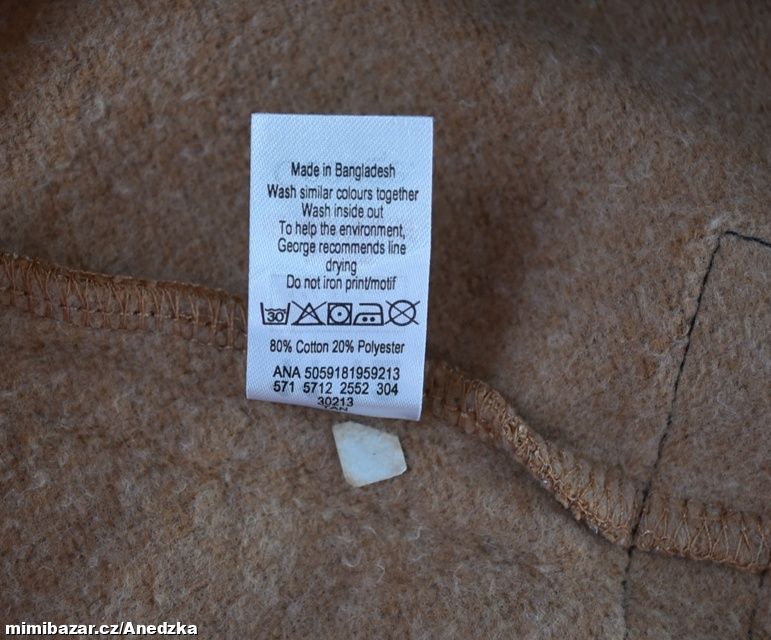 Made in Bangladesh
Wash similar colours together
Wash inside out
To help the environment,
George recommends line
drying
Do not iron print/motif
30
80% Cotton 20% Polyester
ANA 5059181959213
571 5712 2552 304
30213
TAN
mimibazar.cz/Anedzka